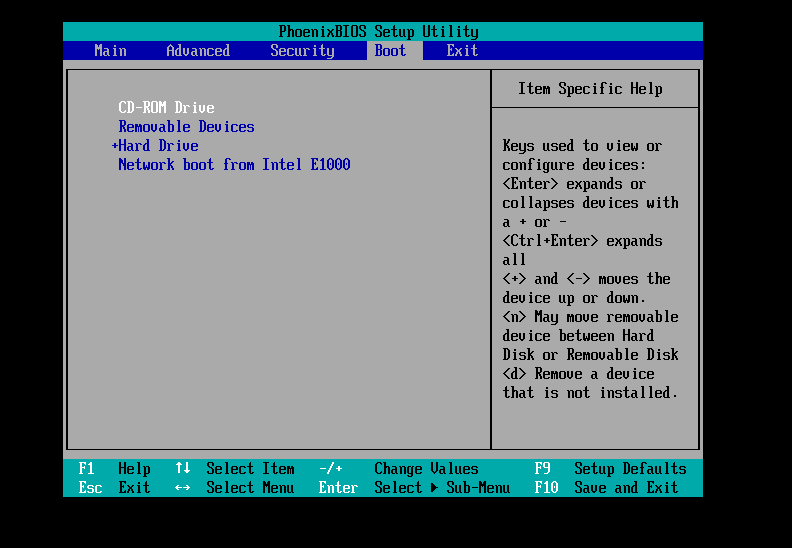 PhoenixBIOS Setup Utility
Main Advanced Security Boot Exit
CD-ROM Drive
Removable Devices
+Hard Drive
Network boot from Intel E1000
Item Specific Help
Keys used to view or
configure devices:
<Enter> expands or
collapses devices with
a + or -
<Ctrl+Enter> expands
all
<+> and <-> moves the
device up or down.
<n> May move removable
device between Hard
Disk or Removable Disk
<d> Remove a device
that is not installed.
F1 Help ↑↓ Select Item -/+ Change Values F9 Setup Defaults
Esc Exit ↔ Select Menu Enter Select ▶ Sub-Menu F10 Save and Exit